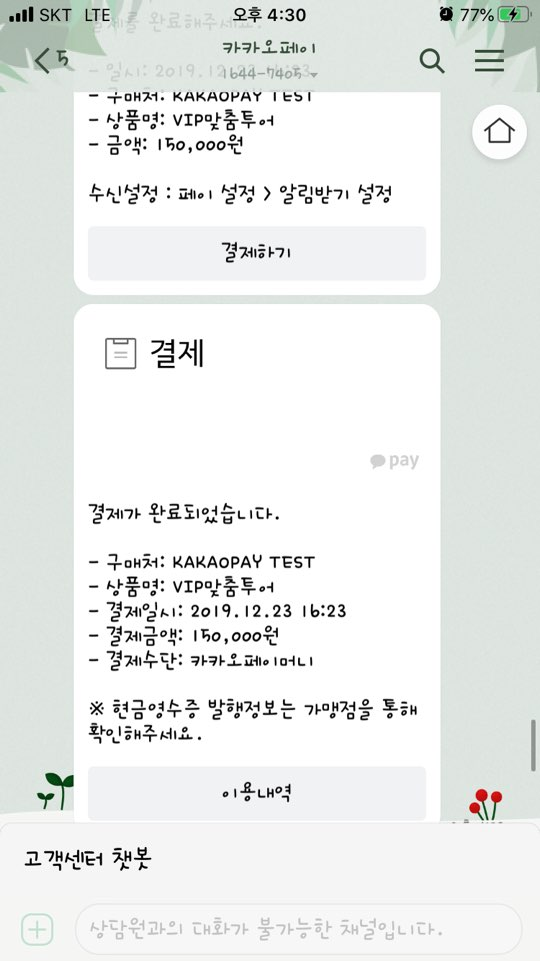 SKT LTE 오후 4:30 77%
결제를 완료해주세요.
5 카카오페이
1644-7405
- 일시: 2019.12.23 16:23
- 구매처: KAKAOPAY TEST
- 상품명: VIP맞춤투어
- 금액: 150,000원
수신설정 : 페이 설정 > 알림받기 설정
결제하기
결제
pay
결제가 완료되었습니다.
- 구매처: KAKAOPAY TEST
- 상품명: VIP맞춤투어
- 결제일시: 2019.12.23 16:23
- 결제금액: 150,000원
- 결제수단: 카카오페이머니
※ 현금영수증 발행정보는 가맹점을 통해
확인해주세요.
이용내역
고객센터 챗봇
상담원과의 대화가 불가능한 채널입니다.